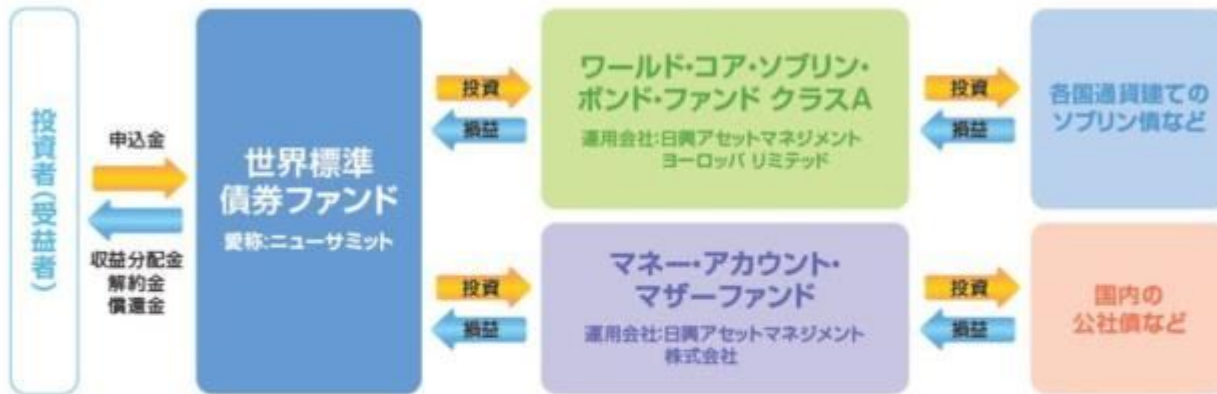 投資者(受益者)
申込金
収益分配金
解約金
償還金
世界標準
債券ファンド
愛称:ニューサミット
投資
損益
ワールド・コア・ソブリン・
ボンド・ファンド クラスA
運用会社:日興アセットマネジメント
ヨーロッパ リミテッド
投資
損益
各国通貨建ての
ソブリン債など
投資
損益
マネー・アカウント・
マザーファンド
運用会社:日興アセットマネジメント
株式会社
投資
損益
国内の
公社債など